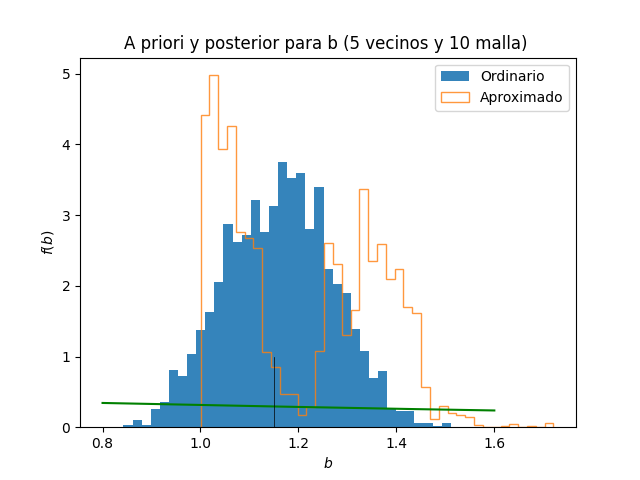 A priori y posterior para b (5 vecinos y 10 malla)
Ordinario
Aproximado
f(b)
5
4
3
2
1
0
0.8 1.0 1.2 1.4 1.6
b